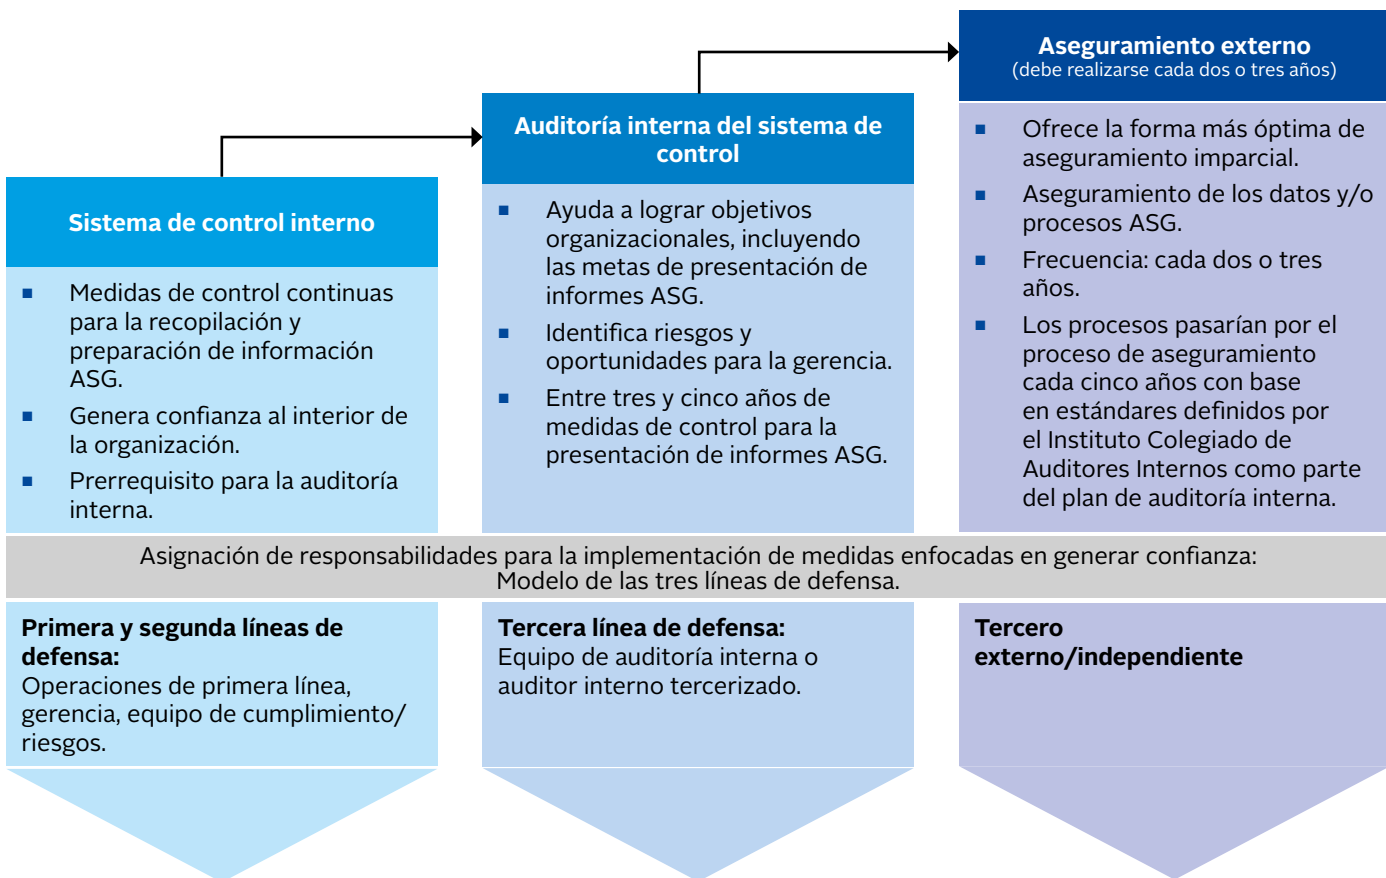 Sistema de control interno
■ Medidas de control continuas
para la recopilación y
preparación de información
ASG.
■ Genera confianza al interior de
la organización.
■ Prerrequisito para la auditoría
interna.
Auditoría interna del sistema de
control
■ Ayuda a lograr objetivos
organizacionales, incluyendo
las metas de presentación de
informes ASG.
■ Identifica riesgos y
oportunidades para la gerencia.
■ Entre tres y cinco años de
medidas de control para la
presentación de informes ASG.
Aseguramiento externo
(debe realizarse cada dos o tres años)
■ Ofrece la forma más óptima de
aseguramiento imparcial.
■ Aseguramiento de los datos y/o
procesos ASG.
■ Frecuencia: cada dos o tres
años.
■ Los procesos pasarían por el
proceso de aseguramiento
cada cinco años con base
en estándares definidos por
el Instituto Colegiado de
Auditores Internos como parte
del plan de auditoría interna.
Asignación de responsabilidades para la implementación de medidas enfocadas en generar confianza:
Modelo de las tres líneas de defensa.
Primera y segunda líneas de
defensa:
Operaciones de primera línea,
gerencia, equipo de cumplimiento/
riesgos.
Tercera línea de defensa:
Equipo de auditoría interna o
auditor interno tercerizado.
Tercero
externo/independiente